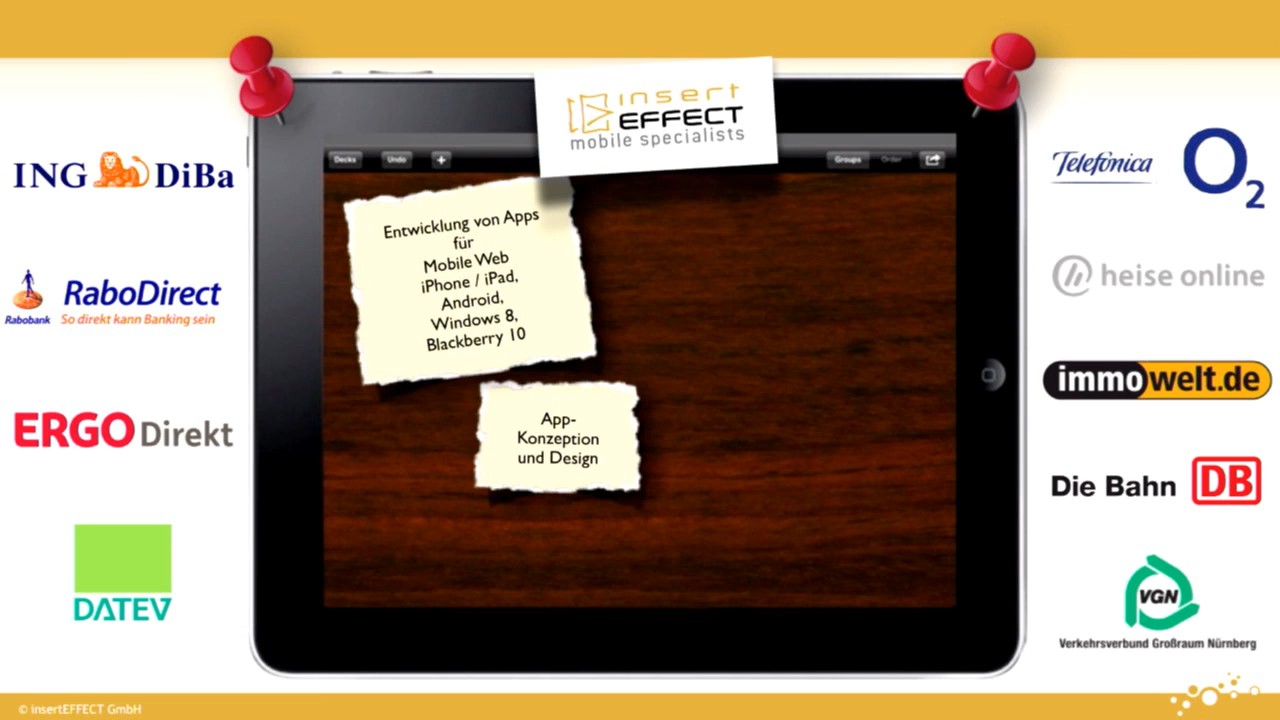 insert
EFFECT
mobile specialists
Decks
Undo
+
Groups
Order
Entwicklung von Apps
für
Mobile Web
iPhone / iPad,
Android,
Windows 8,
Blackberry 10
App-
Konzeption
und Design
ING DiBa
Rabobank
RaboDirect
So direkt kann Banking sein
ERGO Direkt
DATEV
Telefónica O2
heise online
immowelt.de
Die Bahn DB
VGN
Verkehrsverbund Großraum Nürnberg
© insertEFFECT GmbH